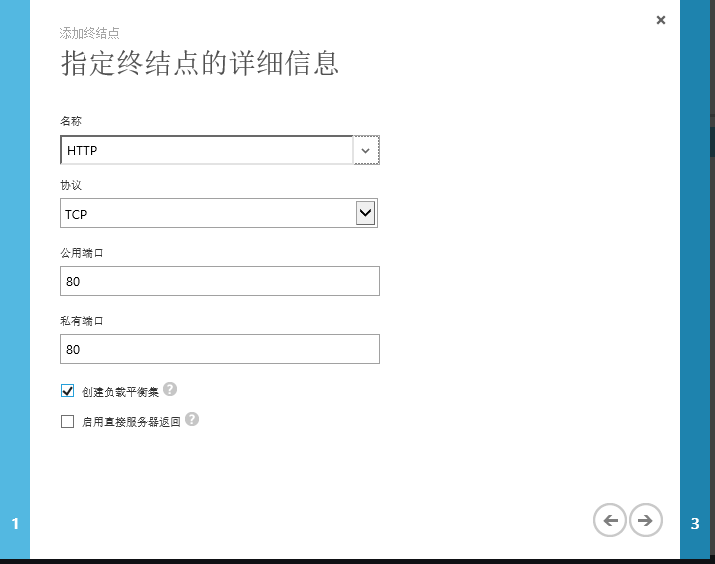 添加终结点
指定终结点的详细信息
名称
HTTP
协议
TCP
公用端口
80
私有端口
80
创建负载平衡集 ?
启用直接服务器返回 ?
1
3